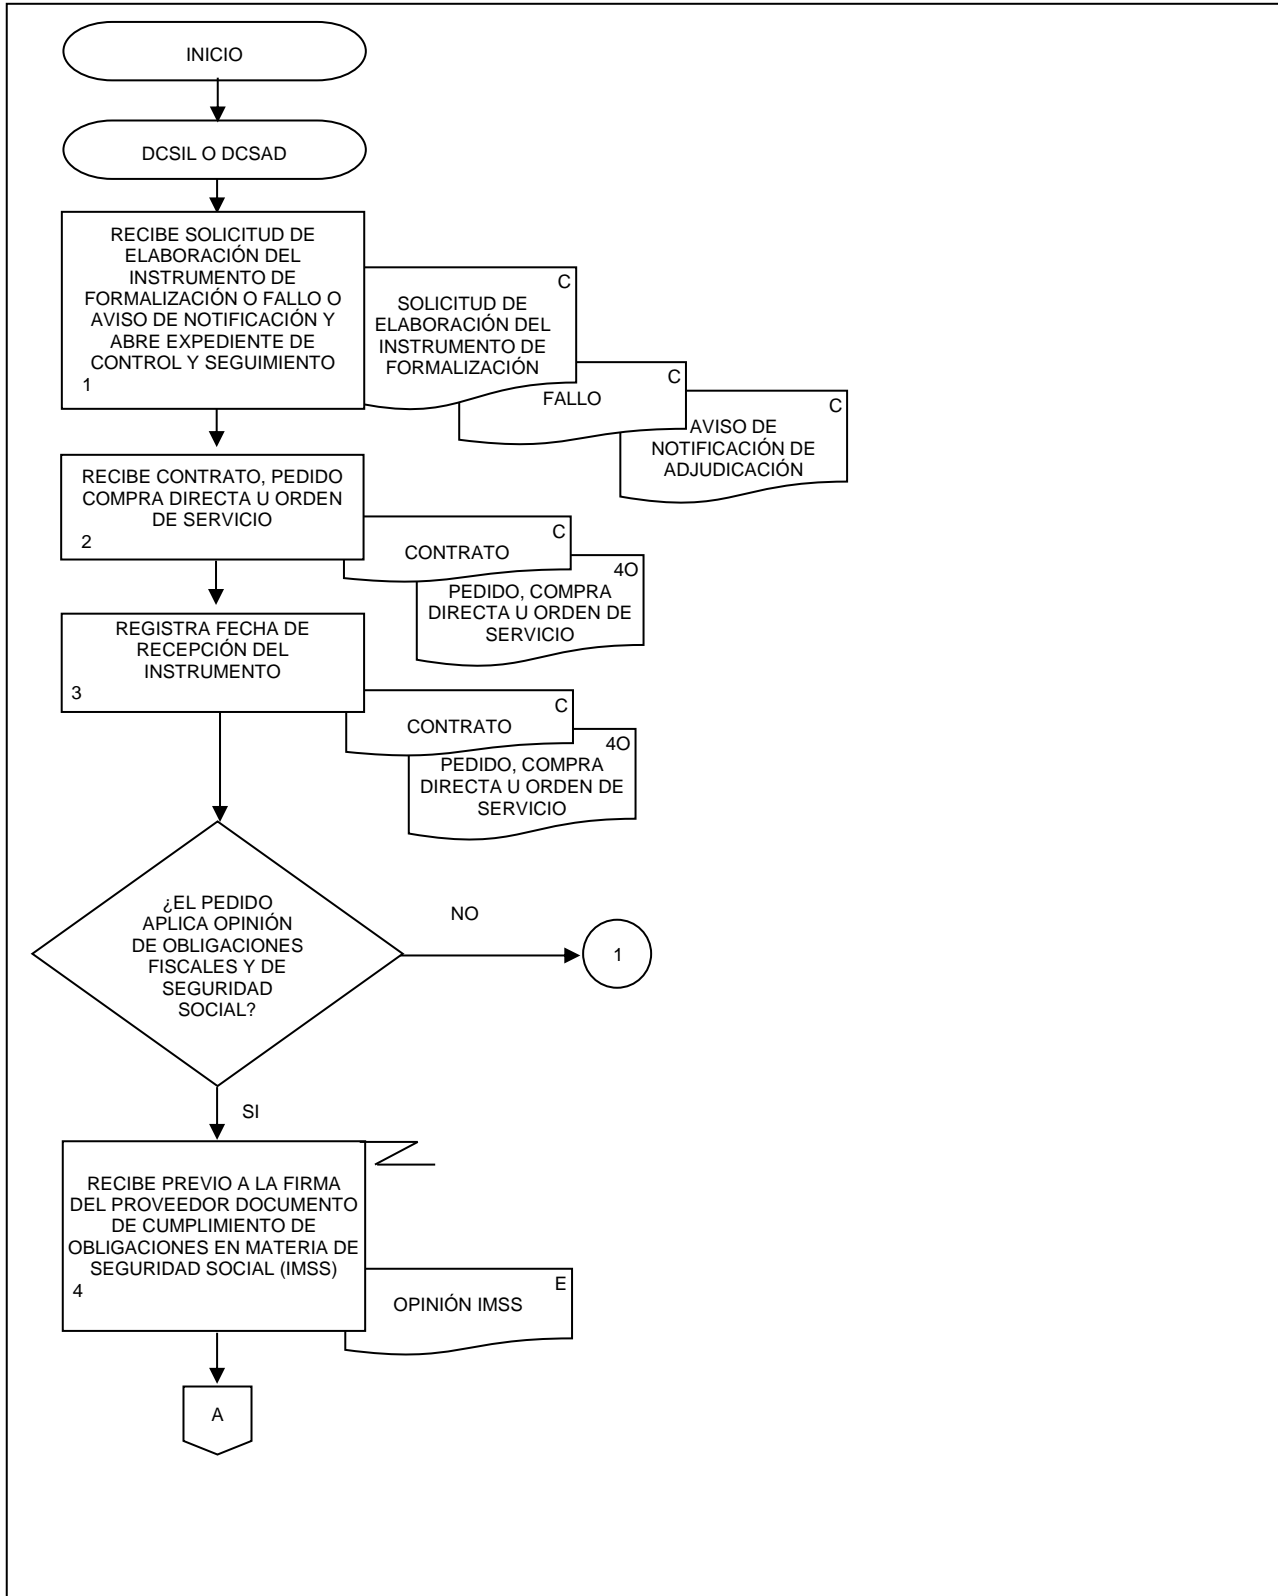 INICIO
DCSIL O DCSAD
RECIBE SOLICITUD DE
ELABORACIÓN DEL
INSTRUMENTO DE
FORMALIZACIÓN O FALLO O
AVISO DE NOTIFICACIÓN Y
ABRE EXPEDIENTE DE
CONTROL Y SEGUIMIENTO
1
C
SOLICITUD DE
ELABORACIÓN DEL
INSTRUMENTO DE
FORMALIZACIÓN
C
FALLO
C
AVISO DE
NOTIFICACIÓN DE
ADJUDICACIÓN
RECIBE CONTRATO, PEDIDO
COMPRA DIRECTA U ORDEN
DE SERVICIO
2
C
CONTRATO
4O
PEDIDO, COMPRA
DIRECTA U ORDEN DE
SERVICIO
REGISTRA FECHA DE
RECEPCIÓN DEL
INSTRUMENTO
3
C
CONTRATO
4O
PEDIDO, COMPRA
DIRECTA U ORDEN DE
SERVICIO
¿EL PEDIDO
APLICA OPINIÓN
DE OBLIGACIONES
FISCALES Y DE
SEGURIDAD
SOCIAL?
NO
1
SI
RECIBE PREVIO A LA FIRMA
DEL PROVEEDOR DOCUMENTO
DE CUMPLIMIENTO DE
OBLIGACIONES EN MATERIA DE
SEGURIDAD SOCIAL (IMSS)
4
E
OPINIÓN IMSS
A